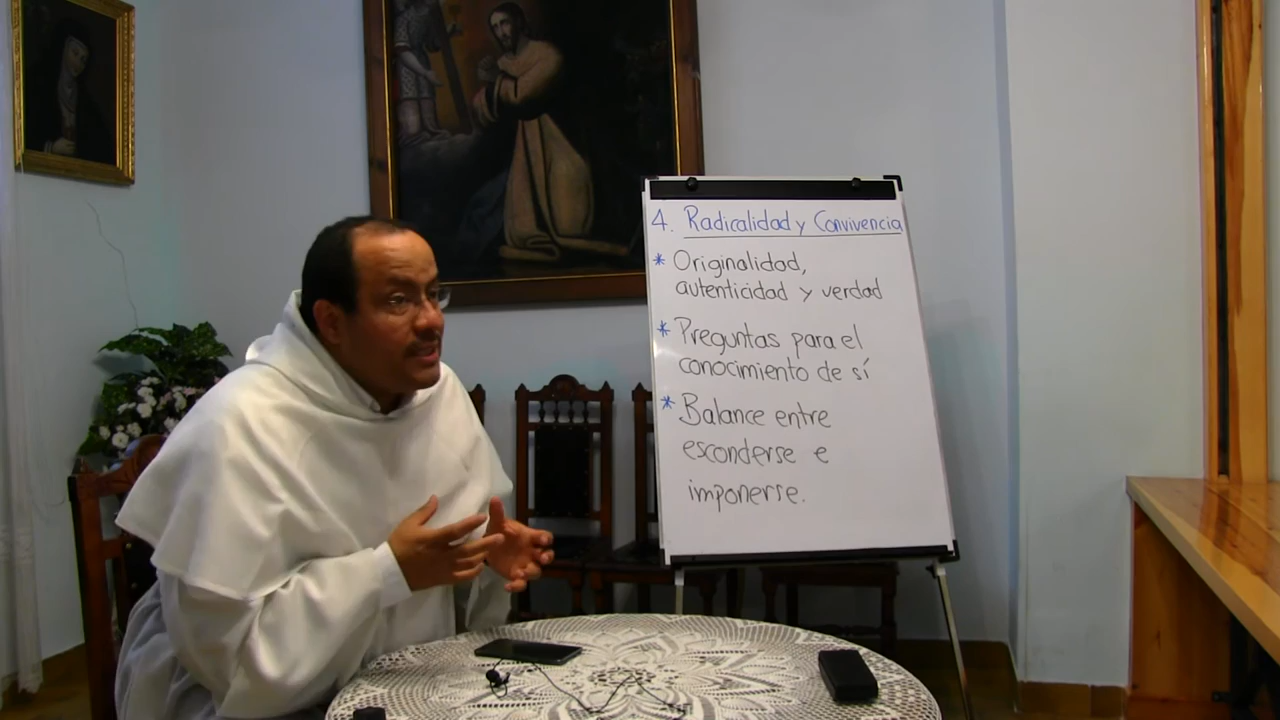 4. Radicalidad y Convivencia
* Originalidad,
autenticidad y verdad
* Preguntas para el
conocimiento de sí
* Balance entre
esconderse e
imponerse.